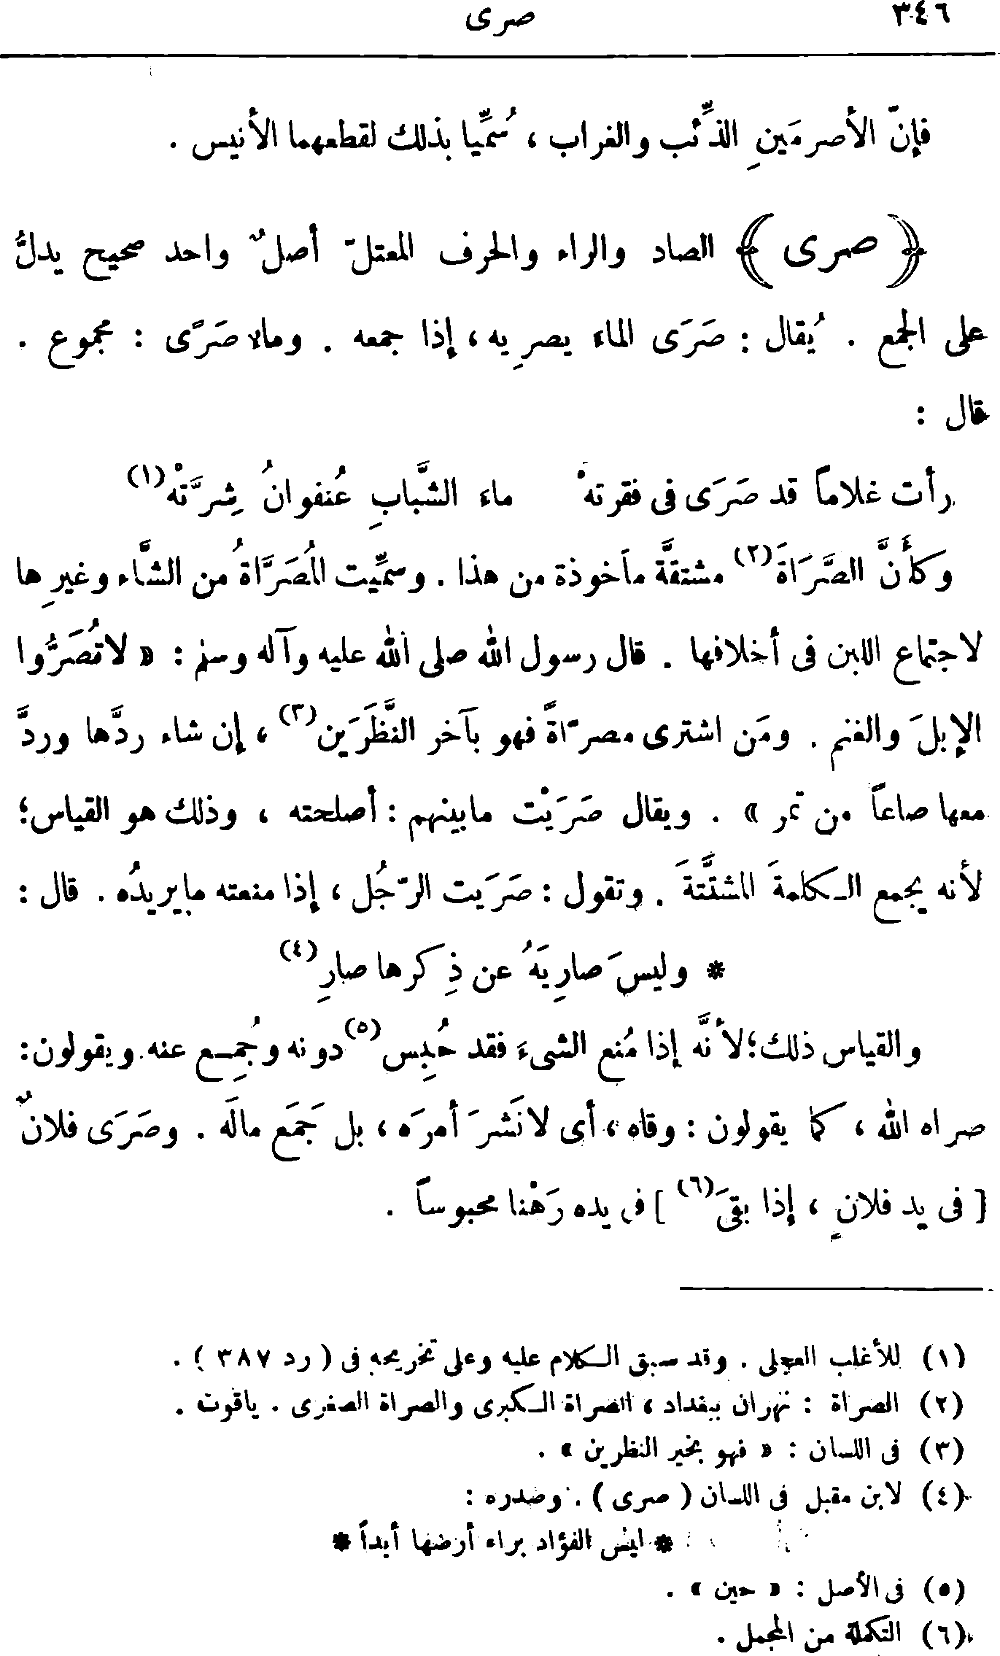 ٣٤٦
صرى
فإنّ الأصرمَينِ الذِّئب والغراب ، سُمِّيا بذلك لقطعهما الأنيس .
﴿ صرى ﴾ الصاد والراء والحرف المعتلّ أصلٌ واحد صحيح يدلُّ
على الجمع . يُقال : صَرَى الماء يصرِيه ، إذا جمعه . وماء صَرًى : مجموع .
قال :
رأت غلاماً قد صَرَى فى فقرتهْ ماء الشَّبابِ عُنفوانُ شِرَّتهْ(١)
وكأَنَّ الصَّرَاةَ(٢) مشتقَّة مأخوذة من هذا . وسمِّيت المُصَرَّاةُ من الشَّاء وغيرِها
لاجتماع اللبن فى أخلافها . قال رسول الله صلى الله عليه وآله وسلم : « لاتُصَرُّوا
الإبلَ والغنم . ومَن اشترى مصرّاةً فهو بآخر النَّظَرَين(٣) ، إن شاء ردَّها وردَّ
معها صاعاً من تمر » . ويقال صَرَيْت مابينهم : أصلحته ، وذلك هو القياس؛
لأنه يجمع الكلمةَ المشتَّتةَ . وتقول : صَرَيت الرّجُل ، إذا منعته مايريدُه . قال :
* وليسَ صارِيَهُ عن ذِكرها صارِ(٤)
والقياس ذلك؛ لأنَّه إذا مُنع الشىءَ فقد حُبِس(٥) دونه وجُمِع عنه. ويقولون:
صراه الله ، كما يقولون : وقاه ، أى لانَشرَ أمرَه ، بل جَمَع مالَه . وصَرَى فلانٌ
[ فى يد فلانٍ ، إذا بقىَ(٦) ] فى يده رَهْنا محبوساً .
(١) للأغلب العجلى . وقد سبق الكلام عليه وعلى تخريجه فى ( رد ٣٨٧ ) .
(٢) الصراة : نهران ببغداد ، الصراة الكبرى والصراة الصغرى . ياقوت .
(٣) فى اللسان : « فهو بخير النظرين » .
(٤) لابن مقبل فى اللسان ( صرى ) . وصدره :
* ليس الفؤاد براء أرضها أبداً *
(٥) فى الأصل : « حين » .
(٦) التكملة من المجمل .